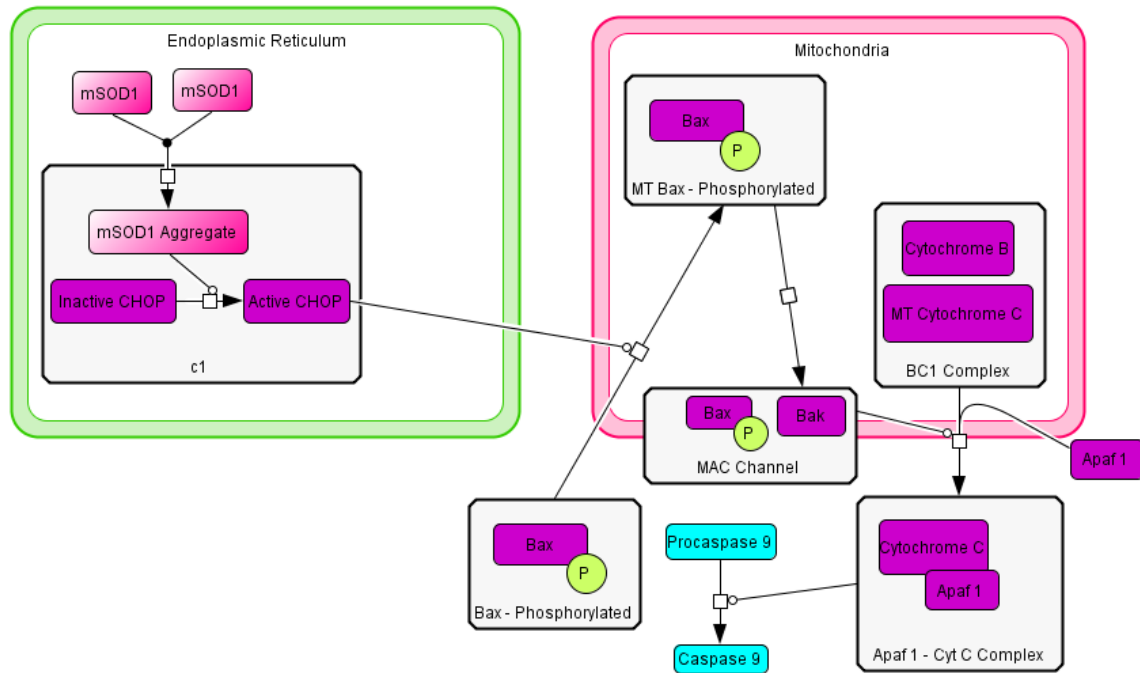 Endoplasmic Reticulum
mSOD1
mSOD1
mSOD1 Aggregate
Inactive CHOP
Active CHOP
c1
Mitochondria
Bax
P
MT Bax - Phosphorylated
Cytochrome B
MT Cytochrome C
BC1 Complex
Bax
P
Bak
MAC Channel
Apaf 1
Bax
P
Bax - Phosphorylated
Procaspase 9
Caspase 9
Cytochrome C
Apaf 1
Apaf 1 - Cyt C Complex